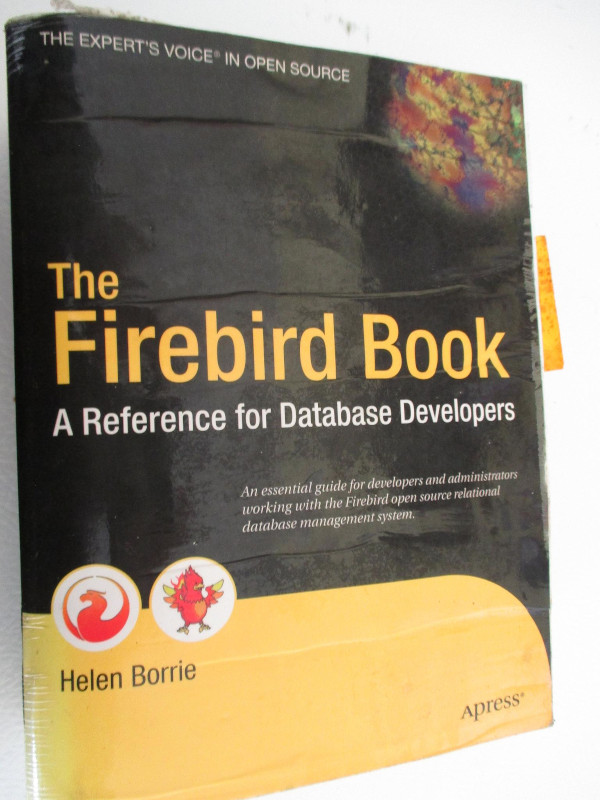 THE EXPERT'S VOICE® IN OPEN SOURCE
The
Firebird Book
A Reference for Database Developers
An essential guide for developers and administrators
working with the Firebird open source relational
database management system.
Helen Borrie
Apress®